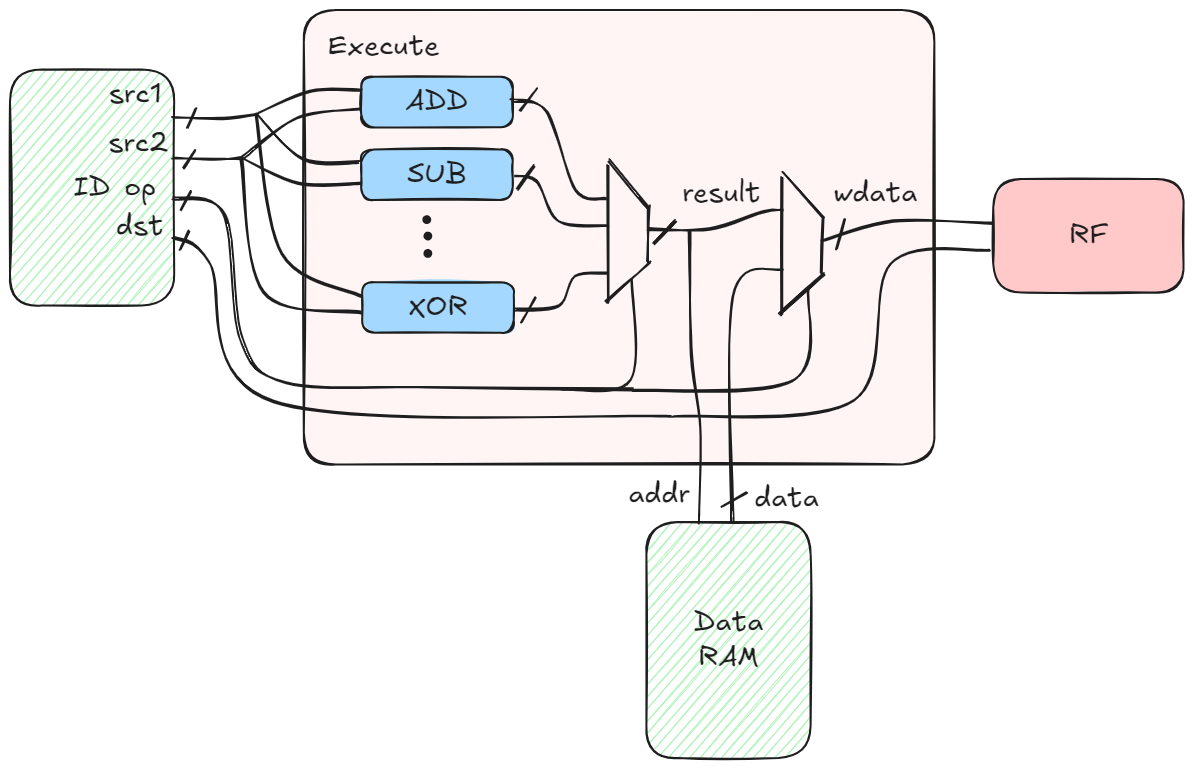 Execute
src1
ADD
src2
SUB
ID op
result
wdata
dst
RF
XOR
addr
data
Data
RAM